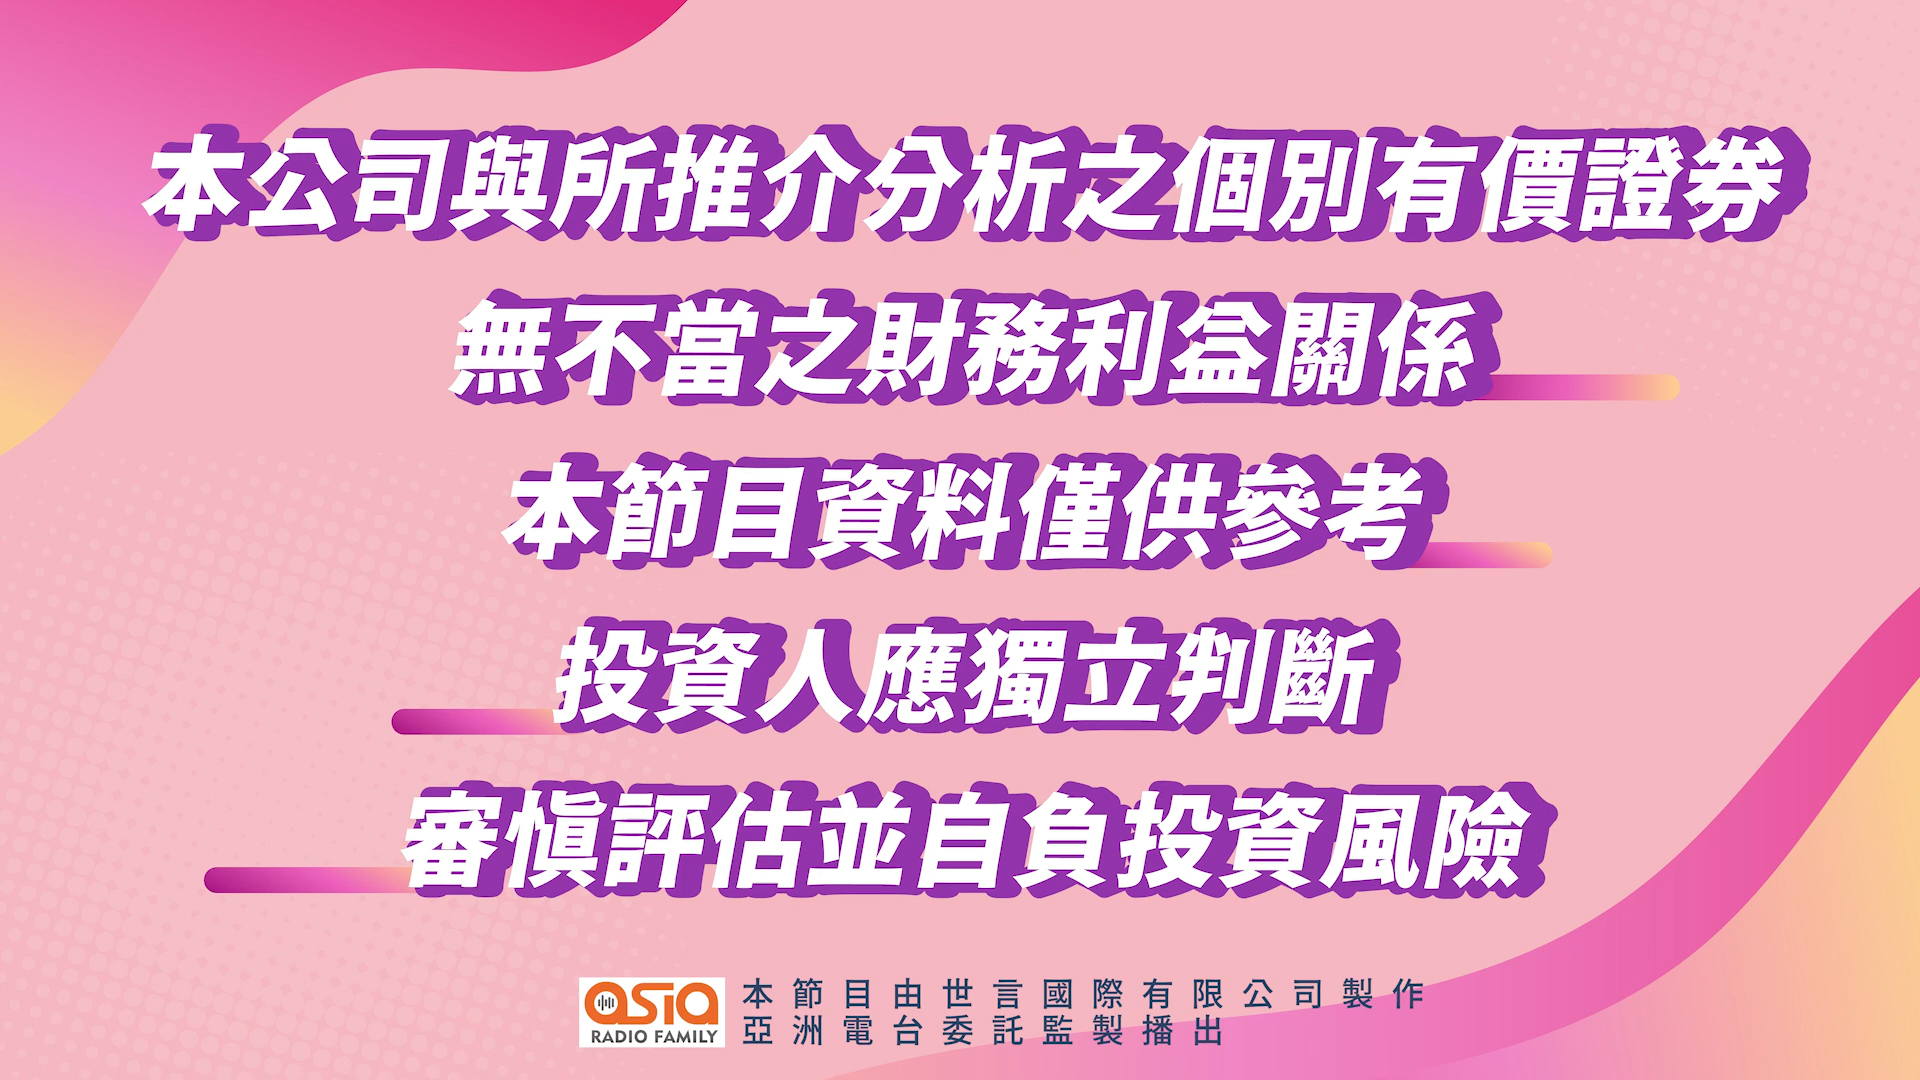 本公司與所推介分析之個別有價證券
無不當之財務利益關係
本節目資料僅供參考
投資人應獨立判斷
審慎評估並自負投資風險
asia
RADIO FAMILY
本節目由世言國際有限公司製作
亞洲電台委託監製播出